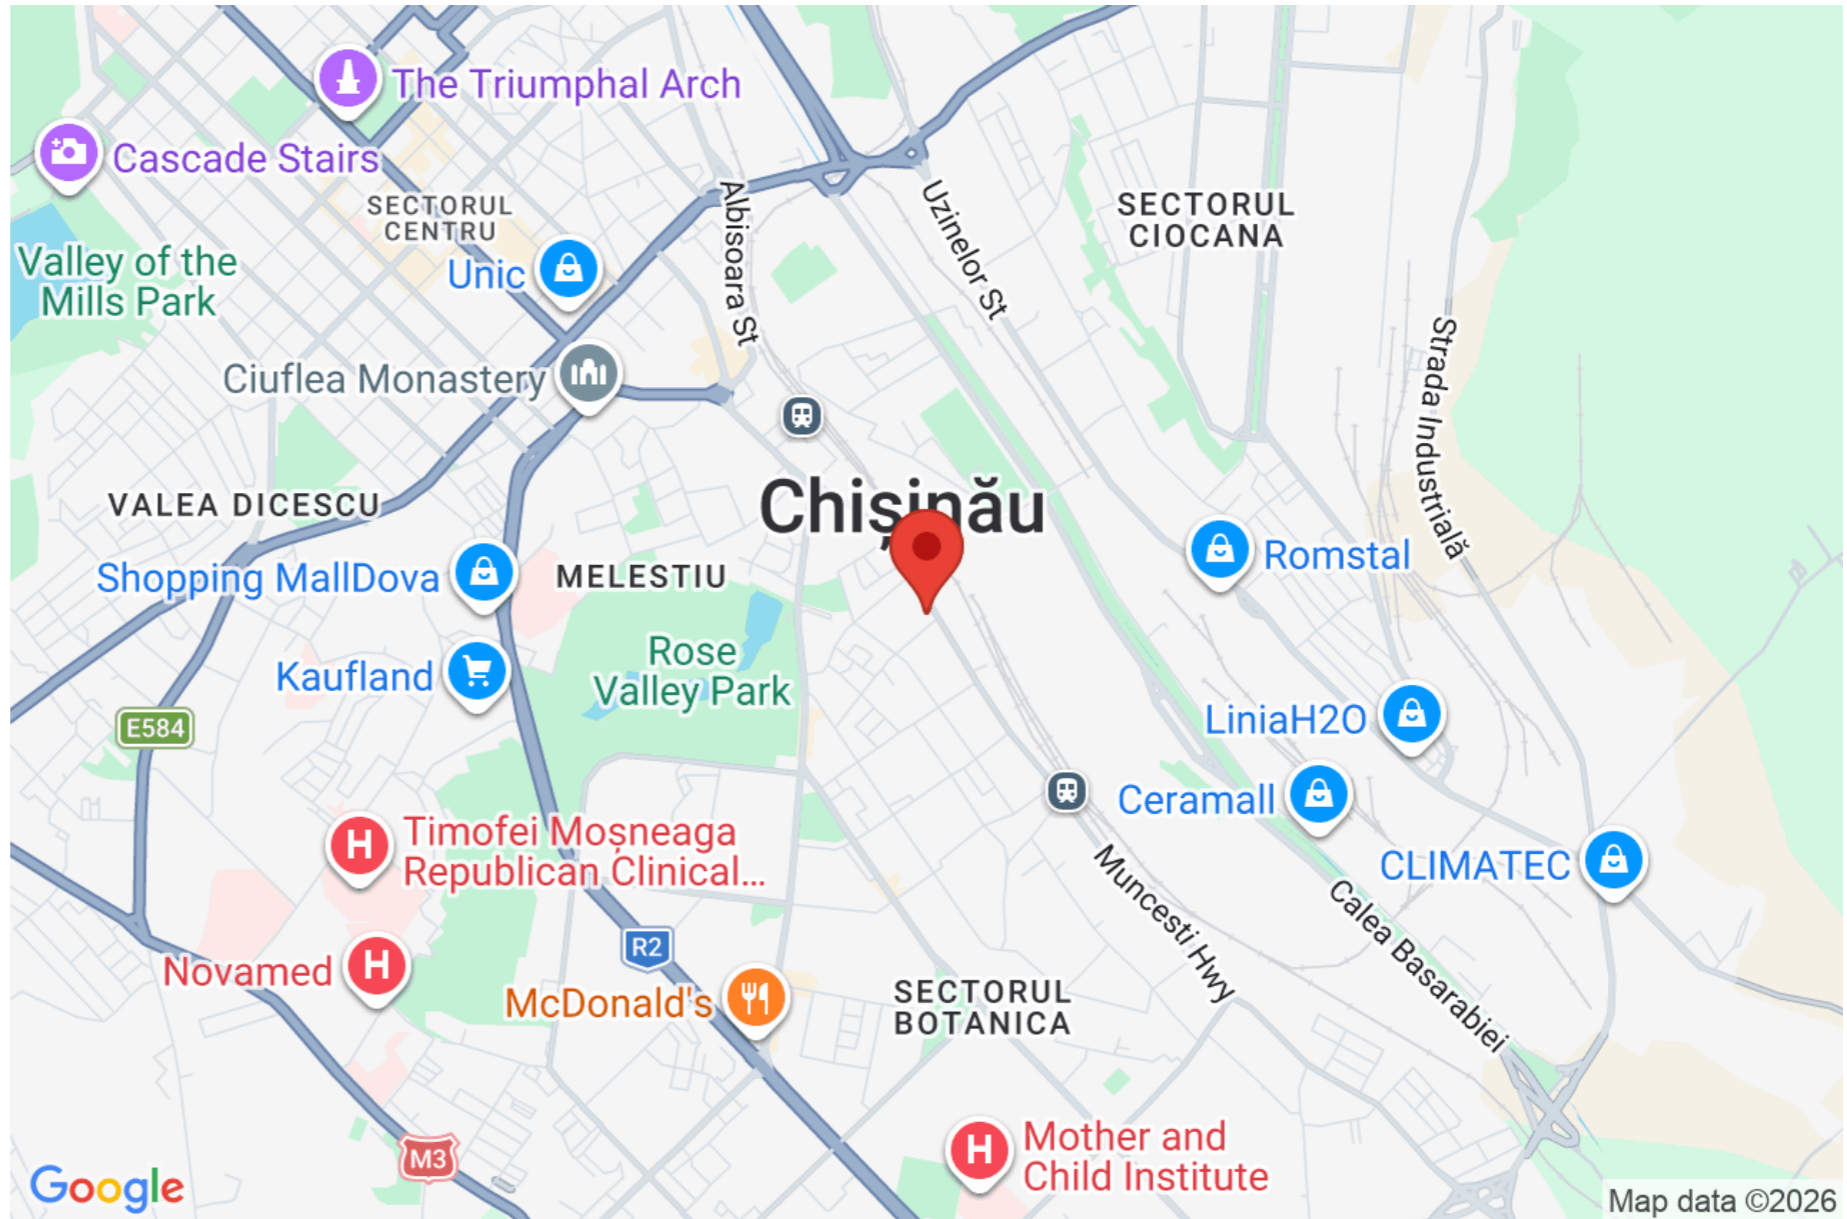 The Triumphal Arch
Cascade Stairs
SECTORUL
CENTRU
Albisoara St
Uzinelor St
SECTORUL
CIOCANA
Valley of the
Mills Park
Unic
Ciuflea Monastery
Strada Industrială
VALEA DICESCU
Chișinău
Shopping MallDova
MELESTIU
Romstal
Kaufland
Rose
Valley Park
E584
LiniaH2O
Ceramall
Timofei Moșneaga
Republican Clinical...
CLIMATEC
Muncesti Hwy
Calea Basarabiei
R2
Novamed
McDonald's
SECTORUL
BOTANICA
M3
Mother and
Child Institute
Google
Map data ©2026